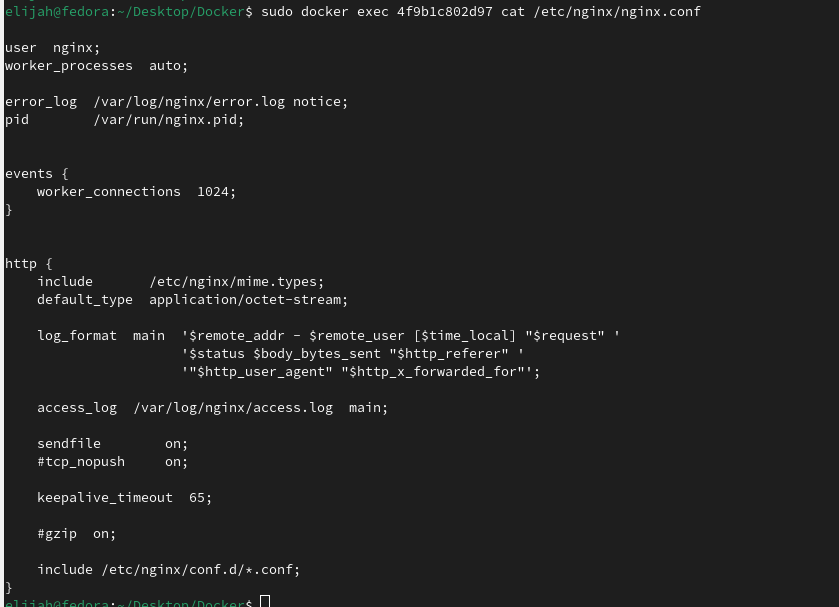 elijah@fedora:~/Desktop/Docker$ sudo docker exec 4f9b1c802d97 cat /etc/nginx/nginx.conf

user  nginx;
worker_processes  auto;

error_log  /var/log/nginx/error.log notice;
pid        /var/run/nginx.pid;


events {
    worker_connections  1024;
}


http {
    include       /etc/nginx/mime.types;
    default_type  application/octet-stream;

    log_format  main  '$remote_addr - $remote_user [$time_local] "$request" '
                      '$status $body_bytes_sent "$http_referer" '
                      '"$http_user_agent" "$http_x_forwarded_for"';

    access_log  /var/log/nginx/access.log  main;

    sendfile        on;
    #tcp_nopush     on;

    keepalive_timeout  65;

    #gzip  on;

    include /etc/nginx/conf.d/*.conf;
}
elijah@fedora:~/Desktop/Docker$